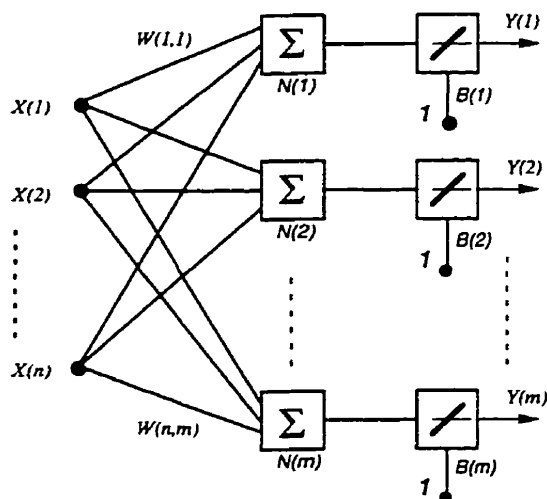 W(1,1)
Σ
Y(1)
X(1)
N(1)
B(1)
1
X(2)
Σ
Y(2)
N(2)
B(2)
1
X(n)
Σ
Y(m)
W(n,m)
N(m)
B(m)
1